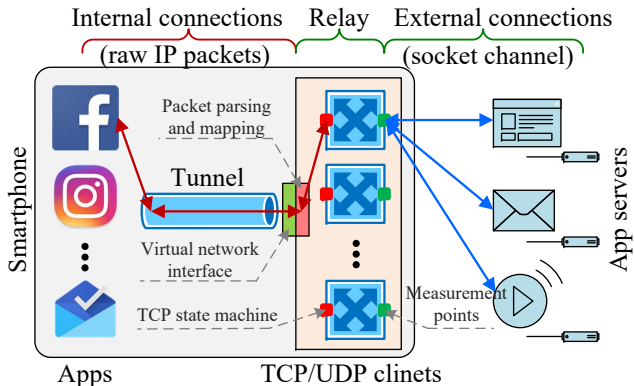 Internal connections
(raw IP packets)
Relay
External connections
(socket channel)
Smartphone
Packet parsing
and mapping
Tunnel
Virtual network
interface
TCP state machine
Measurement
points
App servers
Apps
TCP/UDP clinets